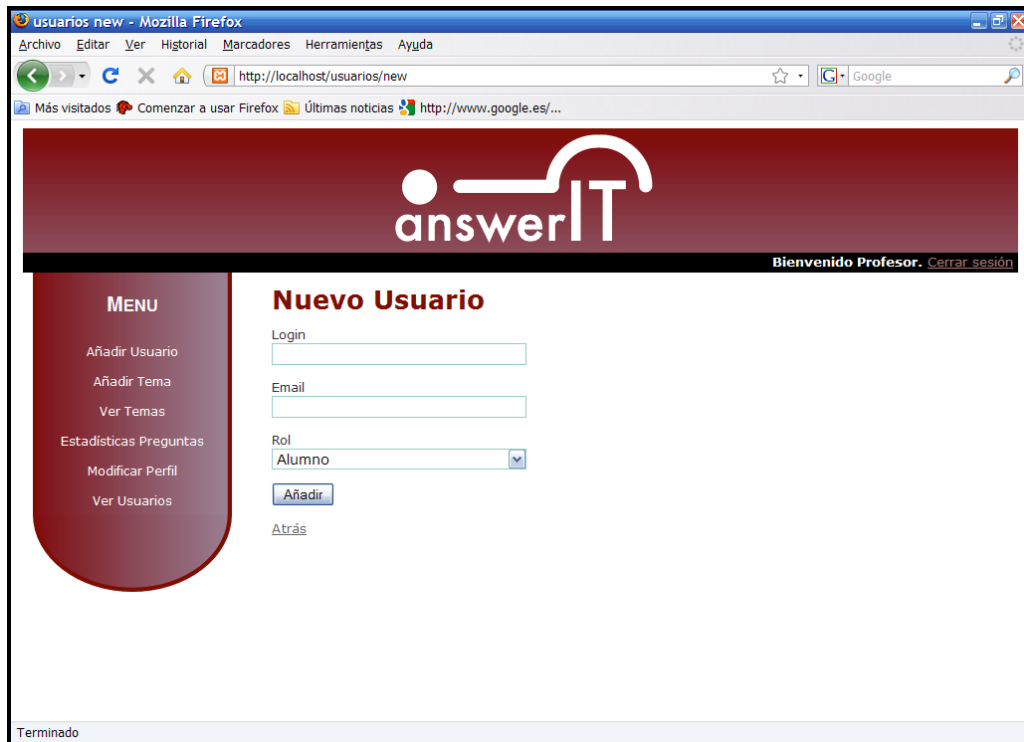 usuarios new - Mozilla Firefox
Archivo Editar Ver Historial Marcadores Herramientas Ayuda
http://localhost/usuarios/new G Google
Más visitados Comenzar a usar Firefox Últimas noticias http://www.google.es/...
answerIT
Bienvenido Profesor. Cerrar sesión
MENU
Añadir Usuario
Añadir Tema
Ver Temas
Estadísticas Preguntas
Modificar Perfil
Ver Usuarios
Nuevo Usuario
Login
Email
Rol
Alumno
Añadir
Atrás
Terminado